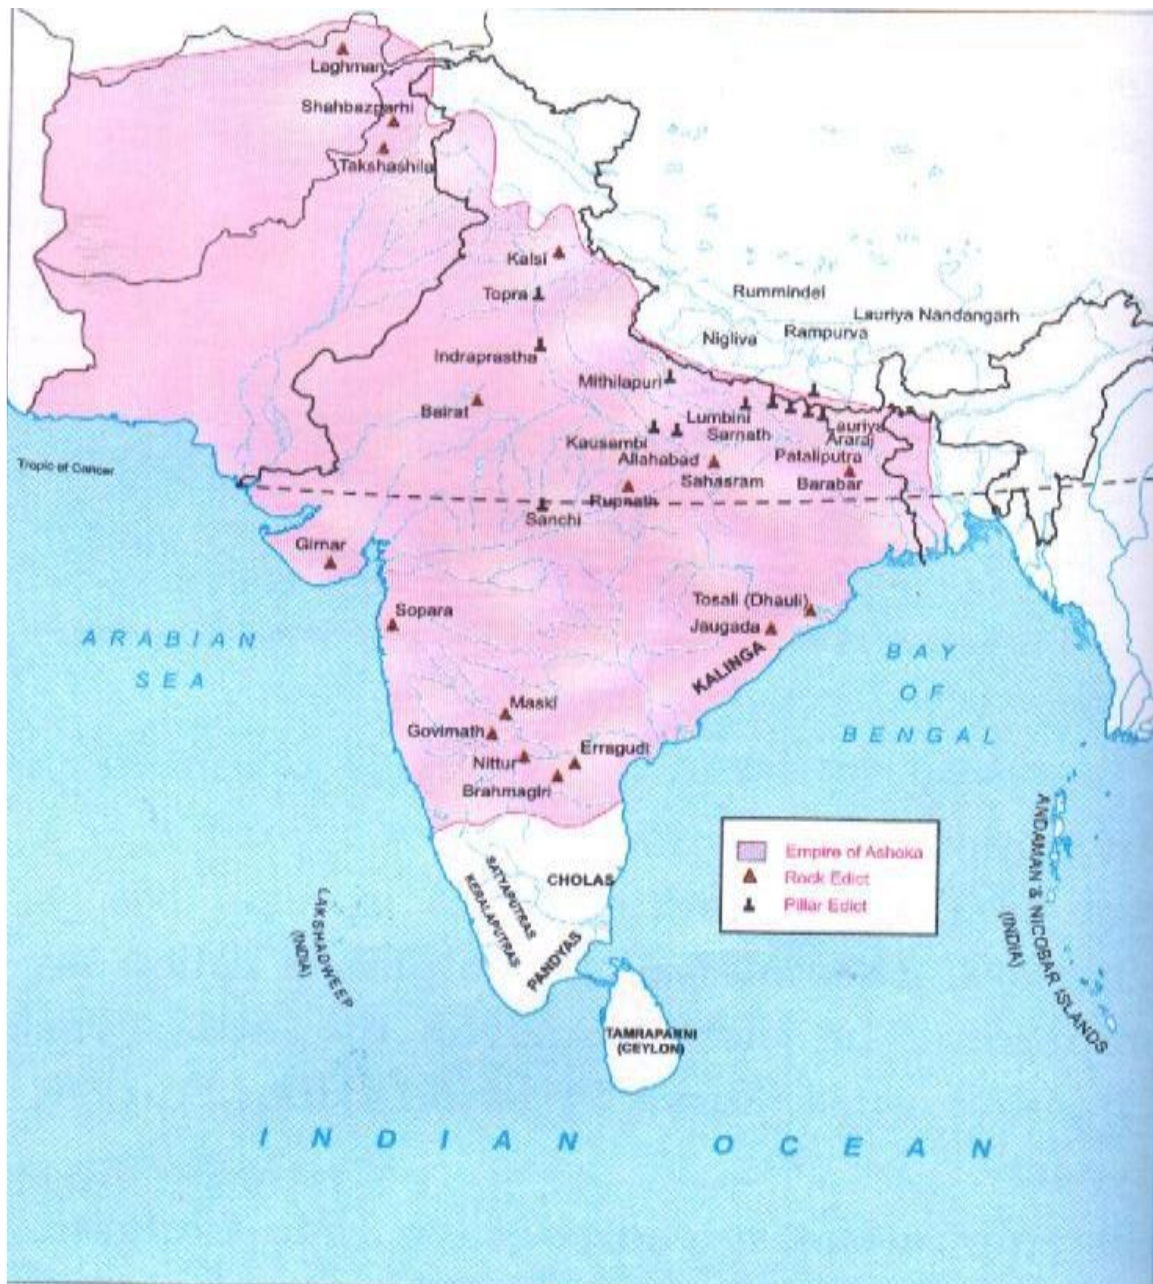 Laghman
Shahbazgarhi
Takshashila
Kalsi
Topra
Rummindei
Lauriya Nandangarh
Nigliva
Rampurva
Indraprastha
Mithilapuri
Bairat
Lumbini
Lauriya
Araraj
Kausambi
Sarnath
Allahabad
Pataliputra
Tropic of Cancer
Sahasram
Barabar
Rupnath
Sanchi
Girnar
Sopara
Tosali (Dhauli)
Jaugada
KALINGA
ARABIAN
SEA
BAY
OF
BENGAL
Maski
Govimath
Erragudi
Nittur
Brahmagiri
Empire of Ashoka
Rock Edict
Pillar Edict
SATYAPUTRAS
KERALAPUTRAS
CHOLAS
PANDYAS
LAKSHADWEEP
(INDIA)
ANDAMAN & NICOBAR ISLANDS
(INDIA)
TAMRAPARNI
(CEYLON)
INDIAN OCEAN